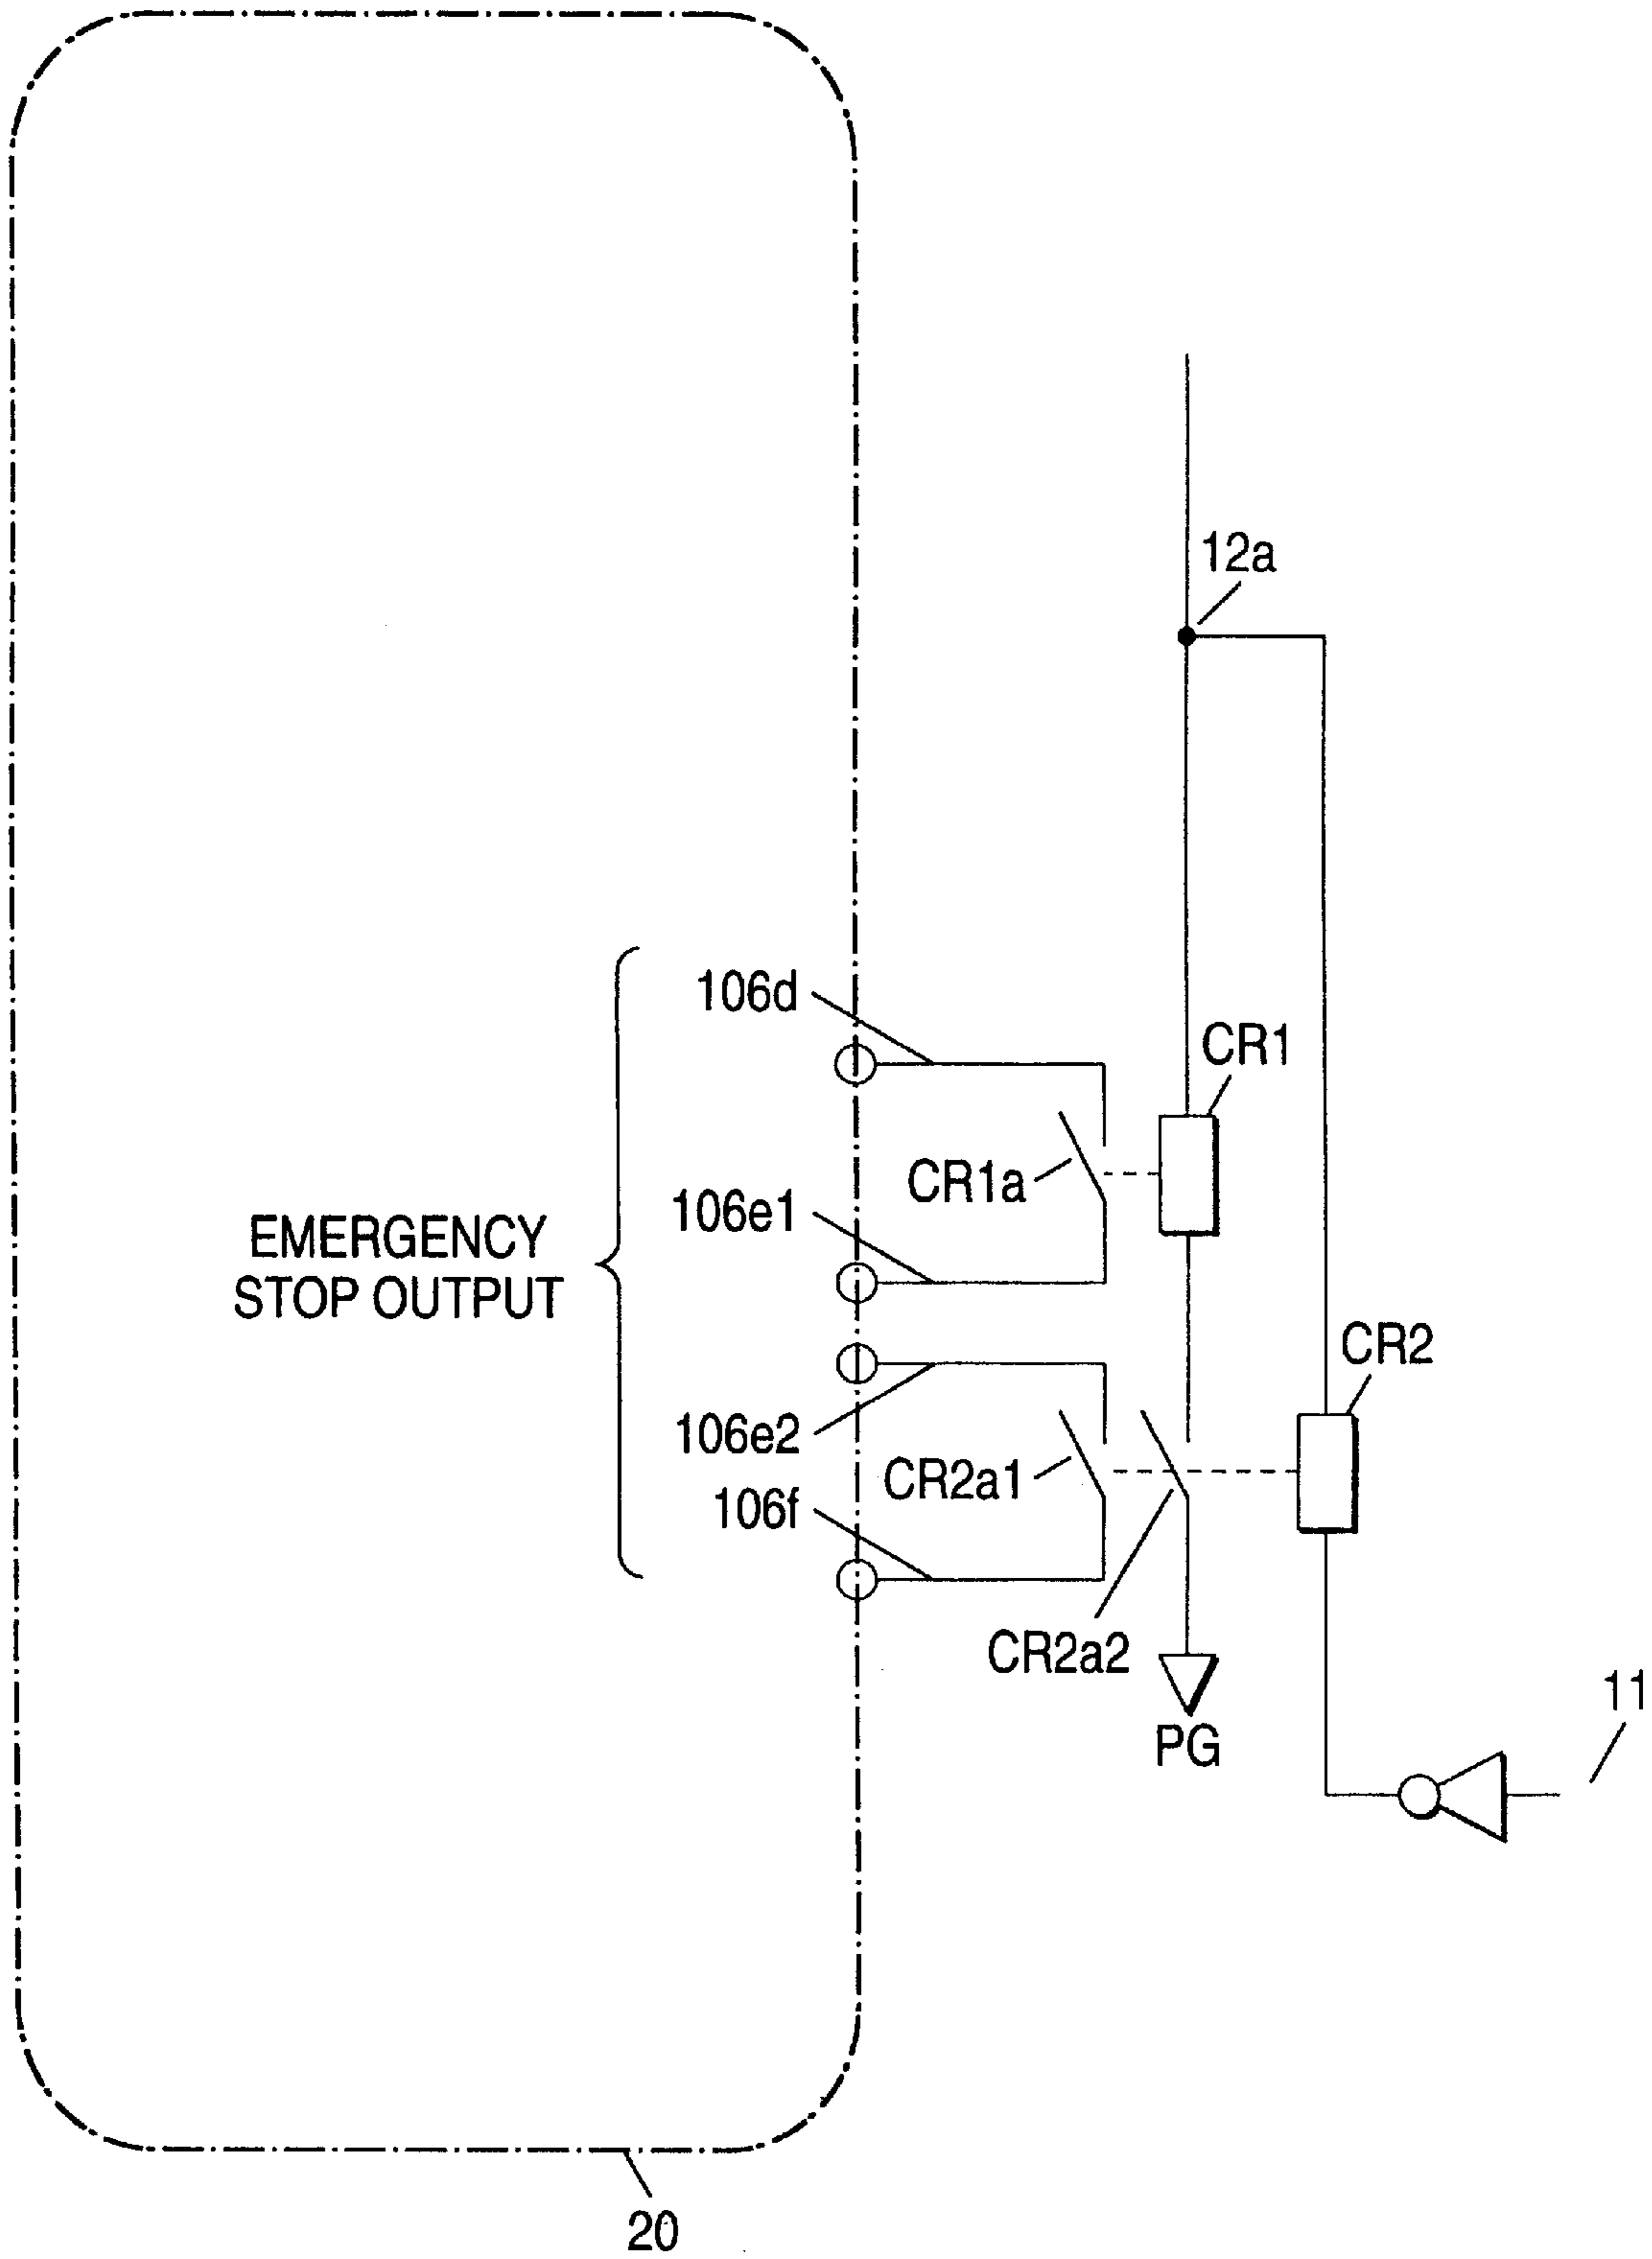 12a
106d
CR1
CR1a
106e1
EMERGENCY
STOP OUTPUT
CR2
106e2
CR2a1
106f
CR2a2
11
PG
20